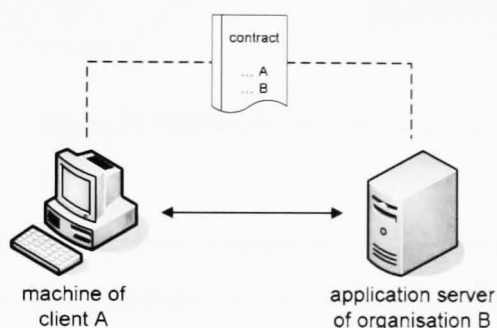 contract
... A
... B
machine of
client A
application server
of organisation B